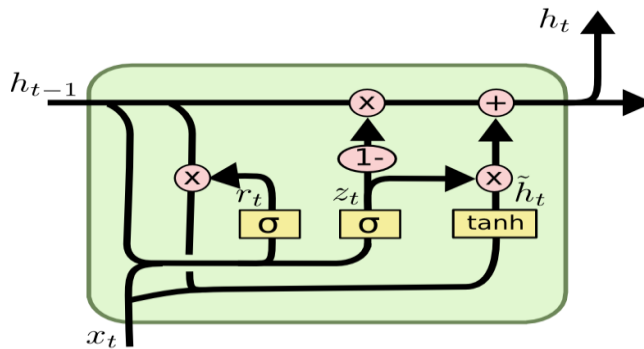 h_t
h_{t-1}
× +
1-
× r_t z_t × h̃_t
σ σ tanh
x_t